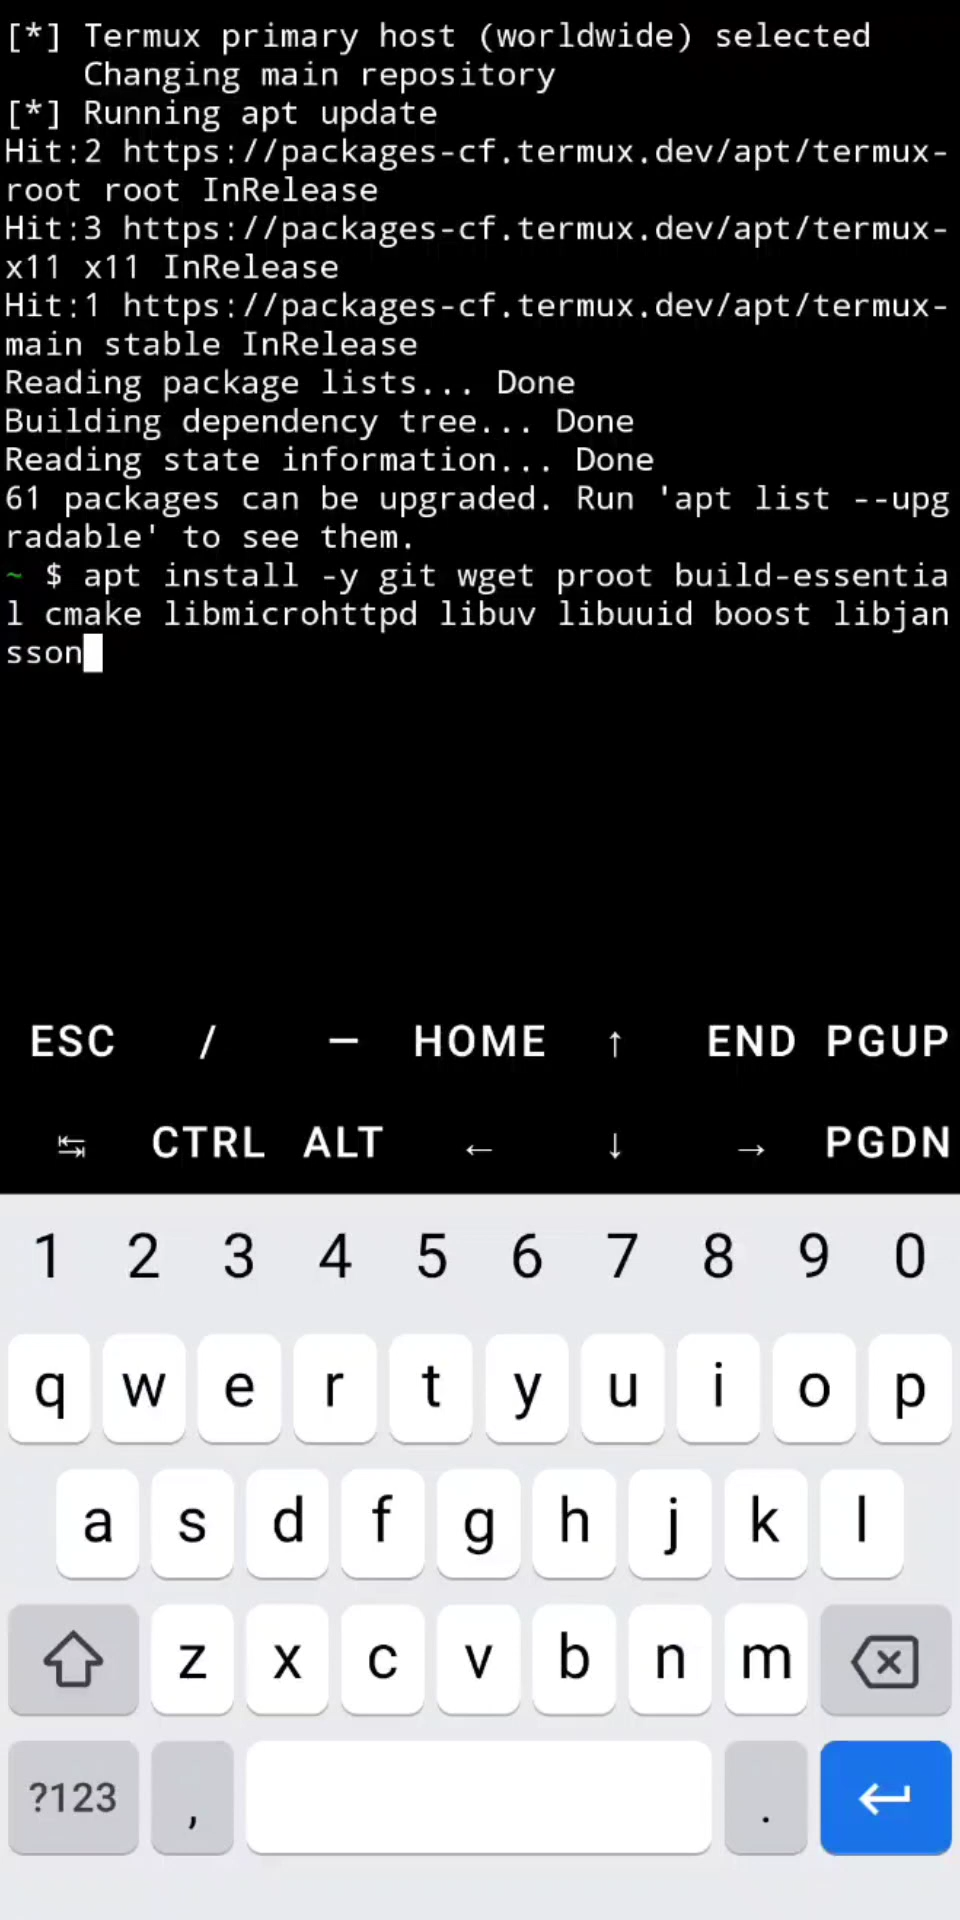 [*] Termux primary host (worldwide) selected
    Changing main repository
[*] Running apt update
Hit:2 https://packages-cf.termux.dev/apt/termux-
root root InRelease
Hit:3 https://packages-cf.termux.dev/apt/termux-
x11 x11 InRelease
Hit:1 https://packages-cf.termux.dev/apt/termux-
main stable InRelease
Reading package lists... Done
Building dependency tree... Done
Reading state information... Done
61 packages can be upgraded. Run 'apt list --upg
radable' to see them.
~ $ apt install -y git wget proot build-essentia
l cmake libmicrohttpd libuv libuuid boost libjan
sson
ESC / — HOME ↑ END PGUP
↹ CTRL ALT ← ↓ → PGDN
1 2 3 4 5 6 7 8 9 0
q w e r t y u i o p
a s d f g h j k l
z x c v b n m
?123 , .